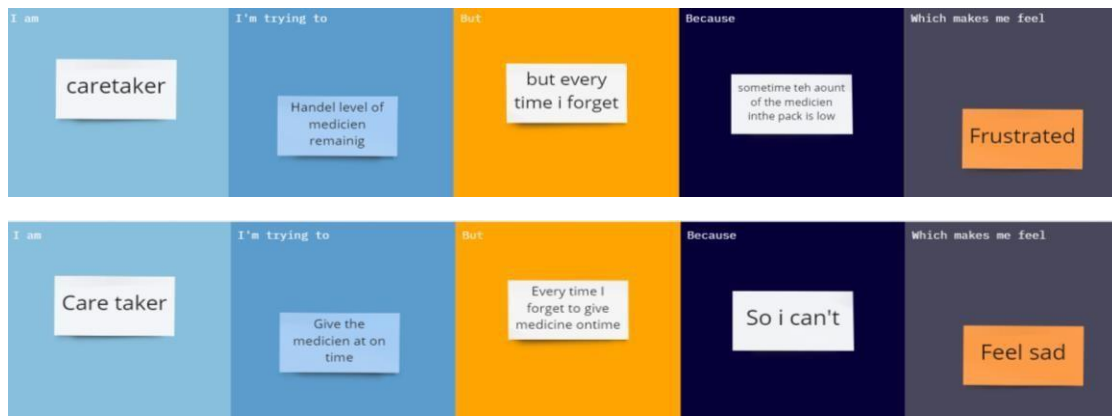 I am
I'm trying to
But
Because
Which makes me feel
caretaker
Handel level of
medicien
remainig
but every
time i forget
sometime teh aount
of the medicien
inthe pack is low
Frustrated
I am
I'm trying to
But
Because
Which makes me feel
Care taker
Give the
medicien at on
time
Every time I
forget to give
medicine ontime
So i can't
Feel sad